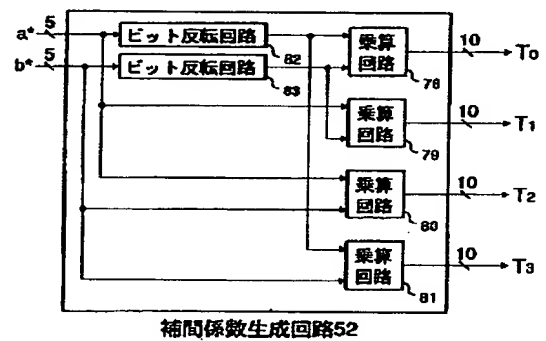 a* 5 ビット反転回路 82
b* 5 ビット反転回路 83
乗算回路 78 10 T0
乗算回路 79 10 T1
乗算回路 80 10 T2
乗算回路 81 10 T3
補間係数生成回路52